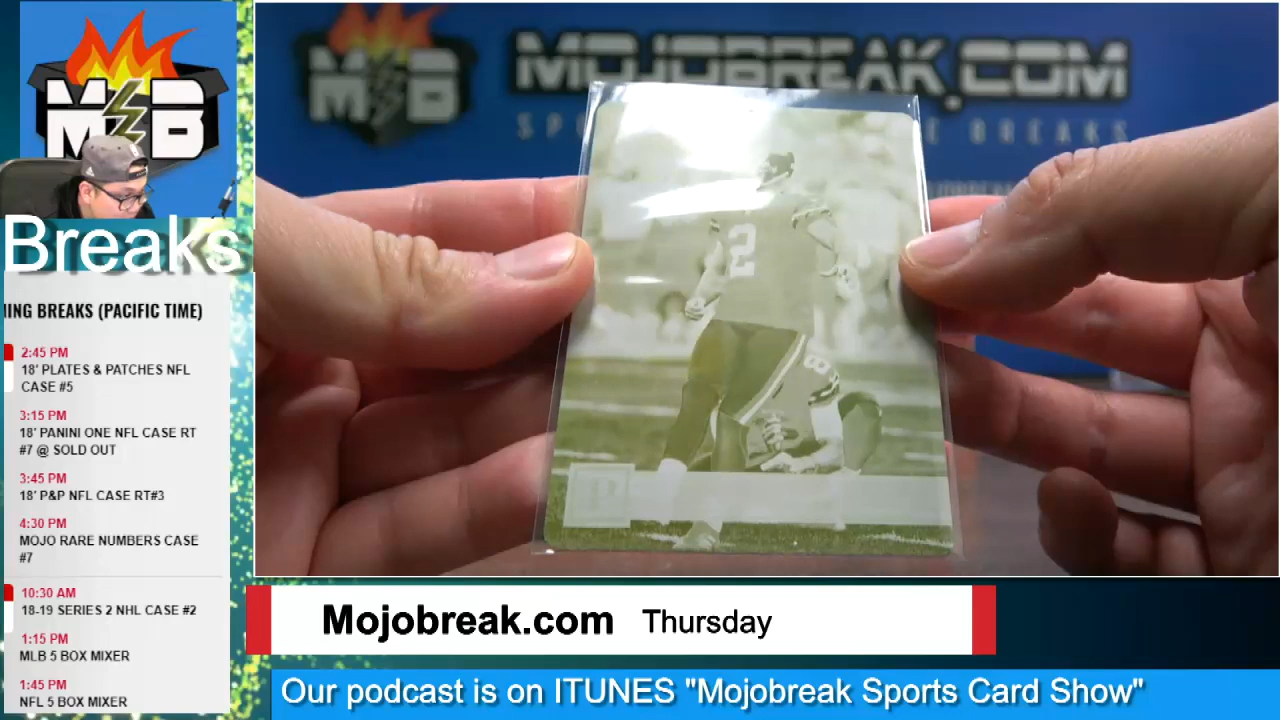 MOJOBREAK.COM
M B
M B
Breaks
ING BREAKS (PACIFIC TIME)
2:45 PM
18' PLATES & PATCHES NFL
CASE #5
3:15 PM
18' PANINI ONE NFL CASE RT
#7 @ SOLD OUT
3:45 PM
18' P&P NFL CASE RT#3
4:30 PM
MOJO RARE NUMBERS CASE
#7
10:30 AM
18-19 SERIES 2 NHL CASE #2
1:15 PM
MLB 5 BOX MIXER
1:45 PM
NFL 5 BOX MIXER
2
8
BREAKS
Mojobreak.com Thursday
Our podcast is on ITUNES "Mojobreak Sports Card Show"